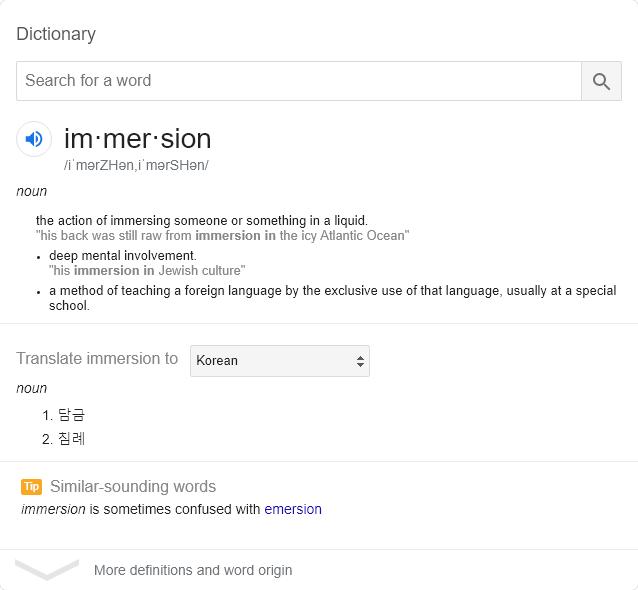 Dictionary
Search for a word
im·mer·sion
/iˈmərZHən,iˈmərSHən/
noun
the action of immersing someone or something in a liquid.
"his back was still raw from immersion in the icy Atlantic Ocean"
• deep mental involvement.
"his immersion in Jewish culture"
• a method of teaching a foreign language by the exclusive use of that language, usually at a special
school.
Translate immersion to Korean
noun
1. 담금
2. 침례
Tip Similar-sounding words
immersion is sometimes confused with emersion
More definitions and word origin